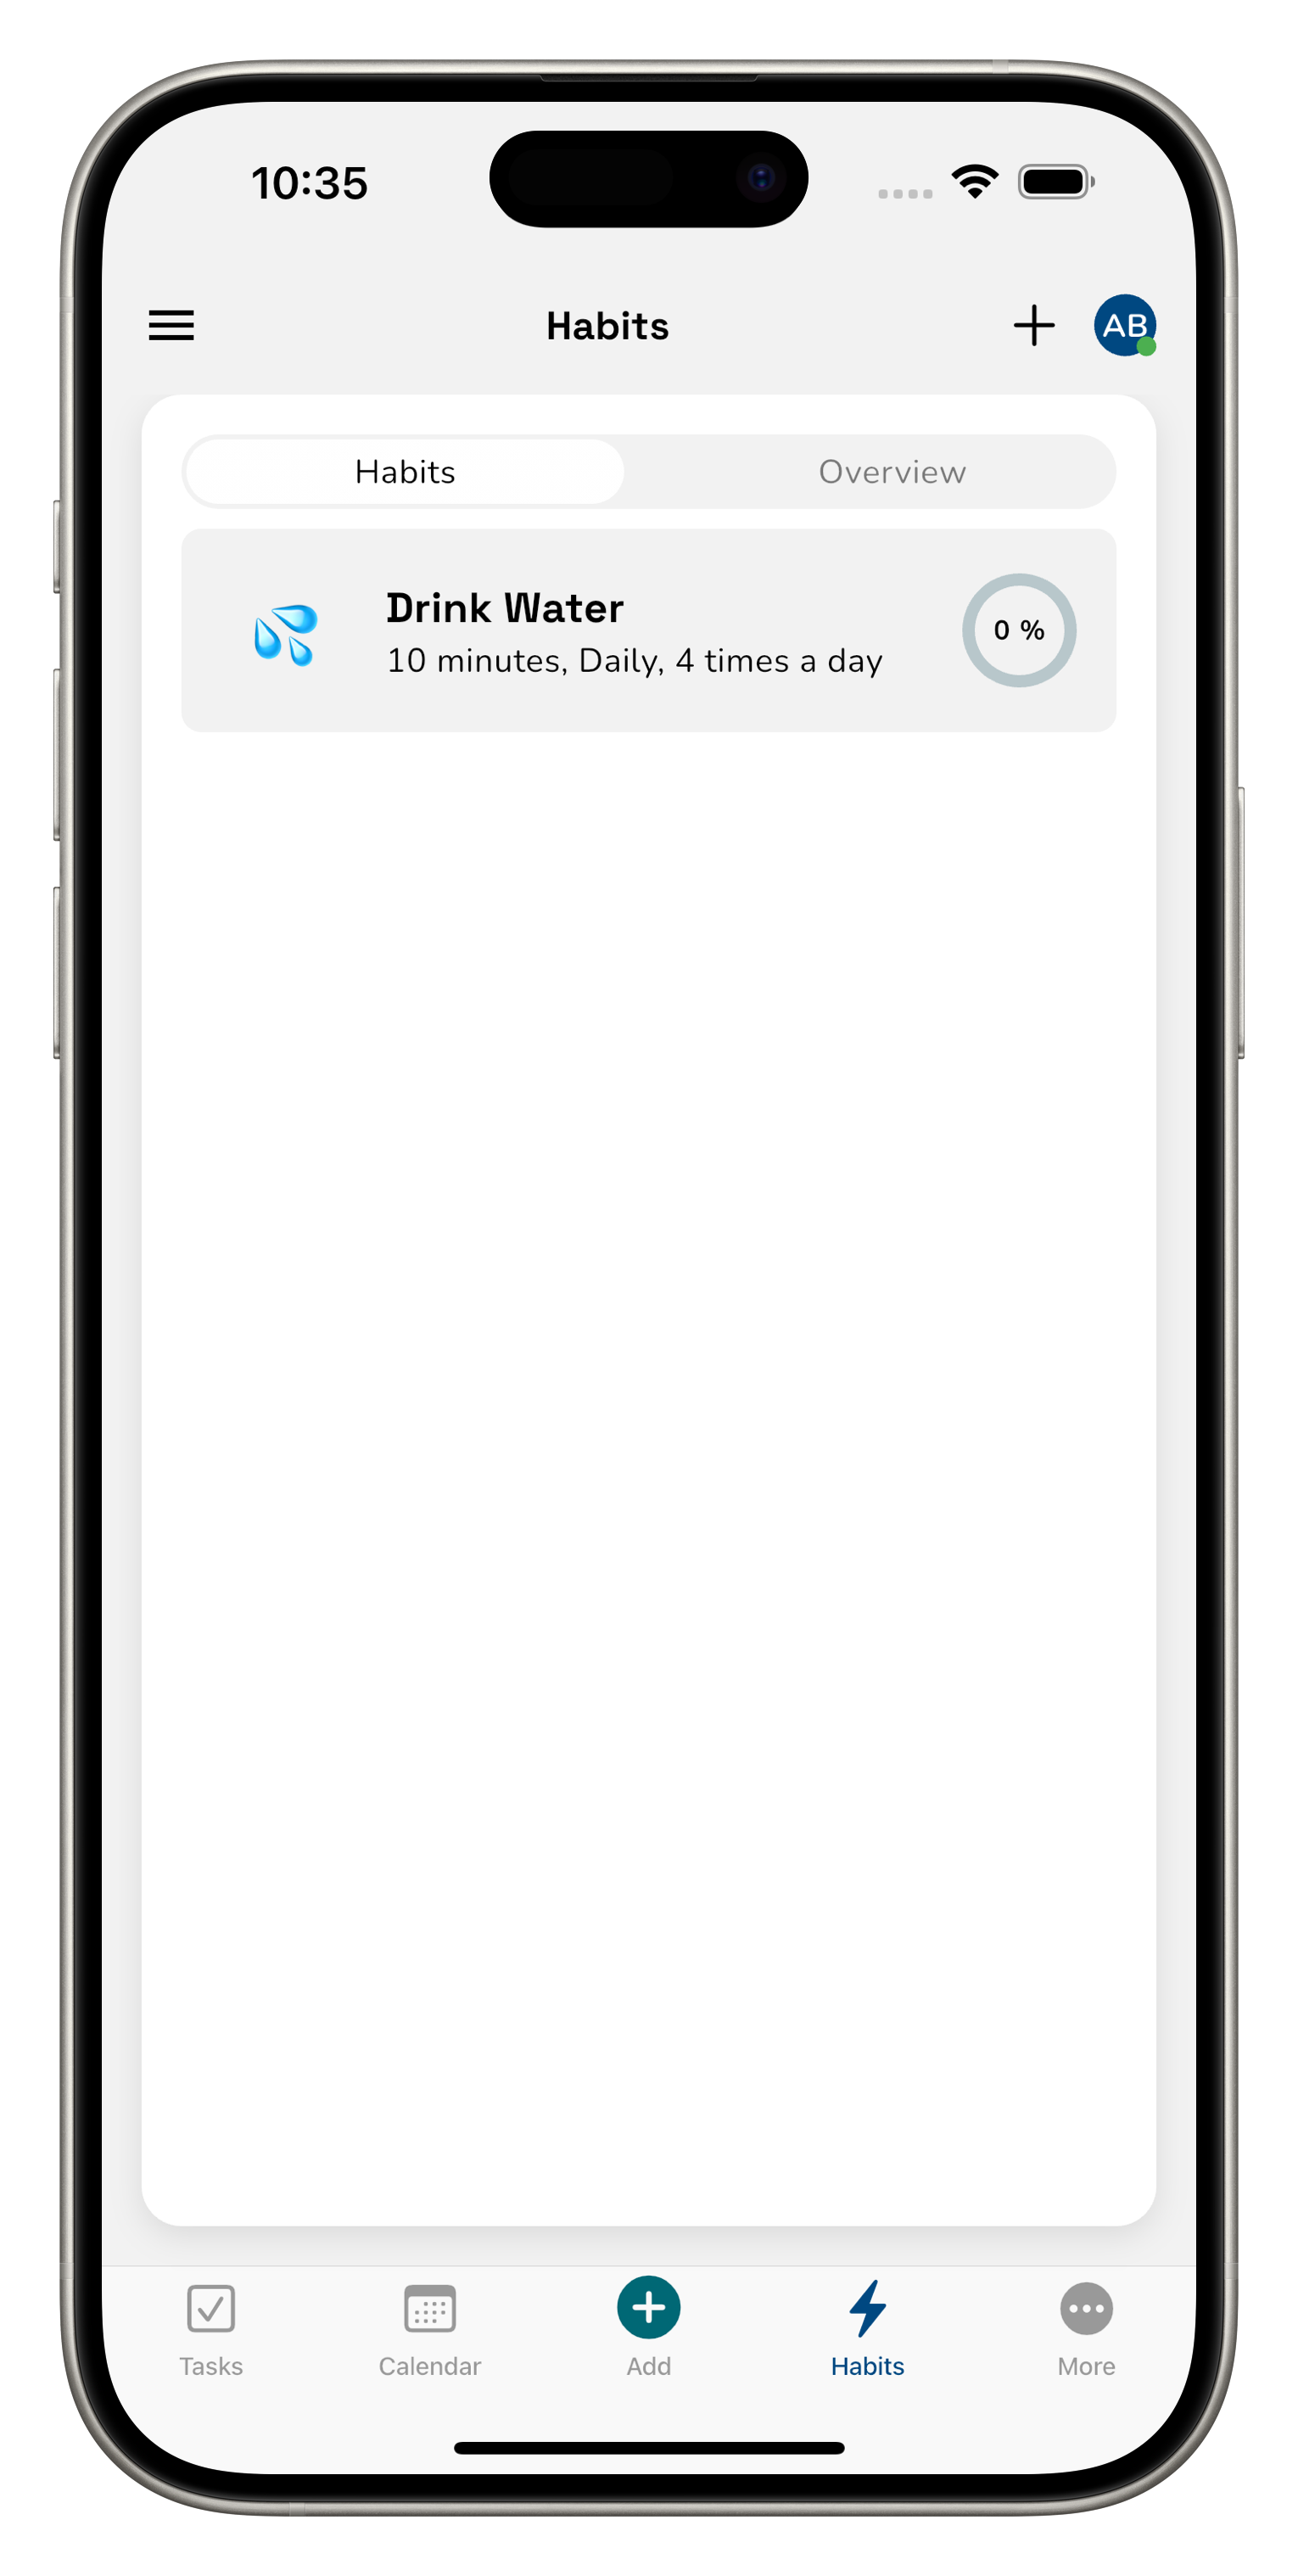 10:35
Habits
AB
Habits
Overview
Drink Water
10 minutes, Daily, 4 times a day
0 %
Tasks
Calendar
Add
Habits
More